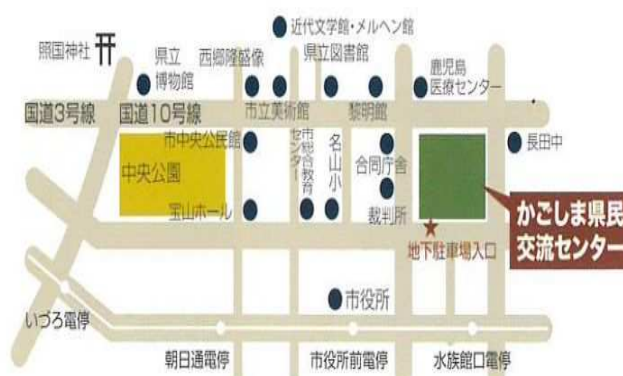 近代文学館・メルヘン館
照国神社
県立
博物館
西郷隆盛像
県立図書館
鹿児島
医療センター
国道3号線
国道10号線
市立美術館
黎明館
市中央公民館
市総合教育
センター
名山小
合同庁舎
長田中
中央公園
宝山ホール
裁判所
かごしま県民
交流センター
地下駐車場入口
市役所
いづろ電停
朝日通電停
市役所前電停
水族館口電停